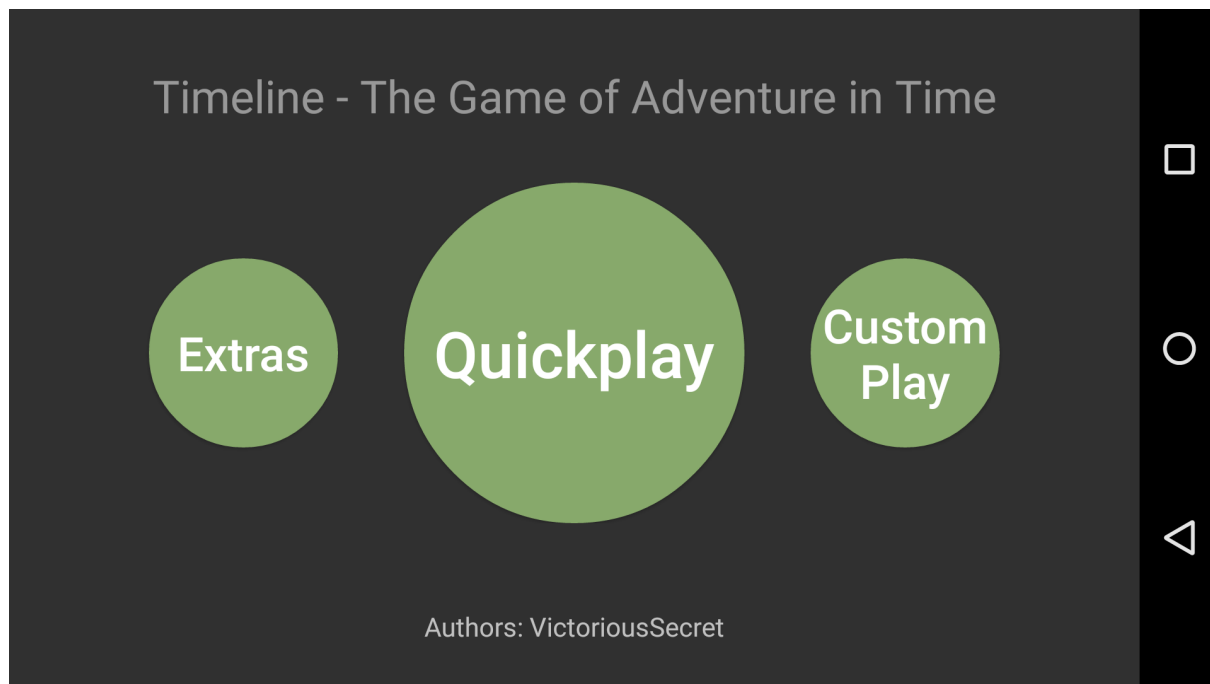 Timeline - The Game of Adventure in Time
Extras
Quickplay
Custom
Play
Authors: VictoriousSecret